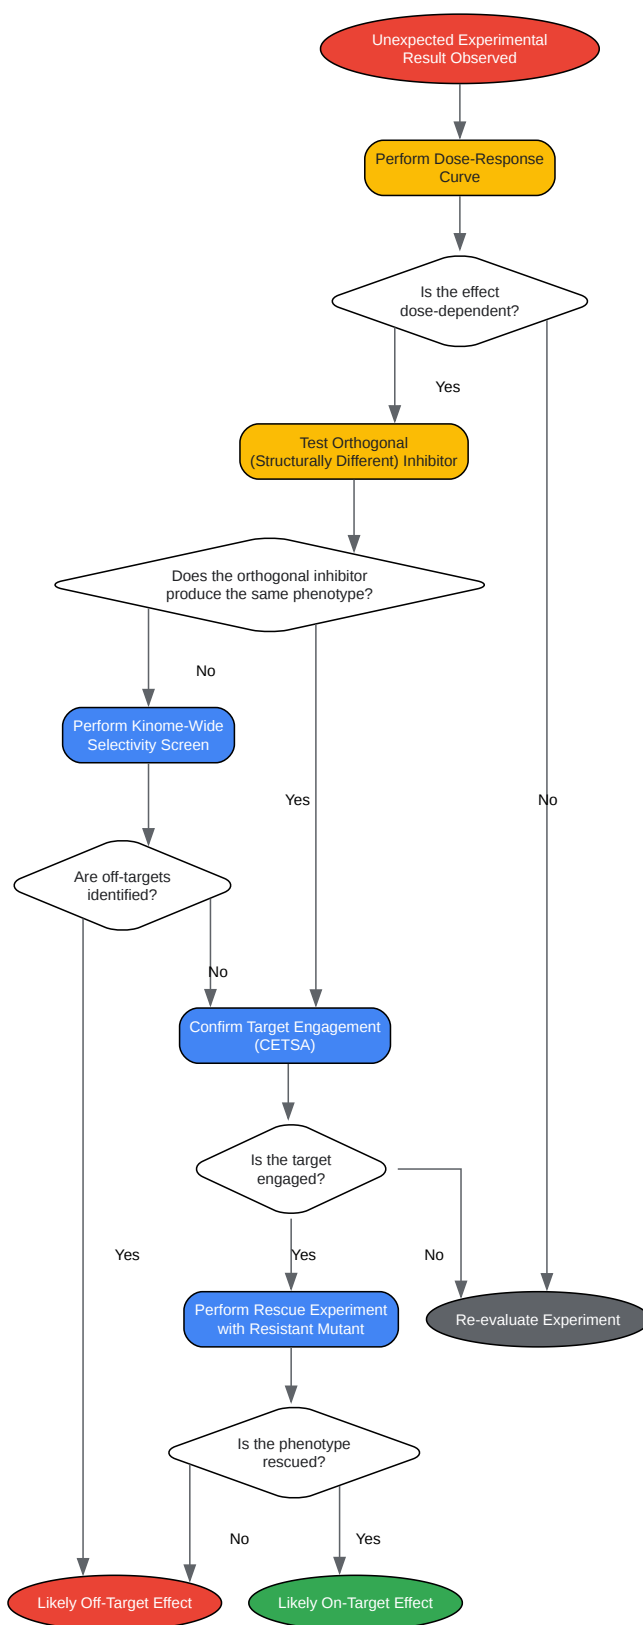 Unexpected Experimental
Result Observed
Perform Dose-Response
Curve
Is the effect
dose-dependent?
Yes
Test Orthogonal
(Structurally Different) Inhibitor
Does the orthogonal inhibitor
produce the same phenotype?
No
Perform Kinome-Wide
Selectivity Screen
Yes
No
Are off-targets
identified?
No
Confirm Target Engagement
(CETSA)
Is the target
engaged?
Yes
Yes
No
Perform Rescue Experiment
with Resistant Mutant
Re-evaluate Experiment
Is the phenotype
rescued?
No
Yes
Likely Off-Target Effect
Likely On-Target Effect